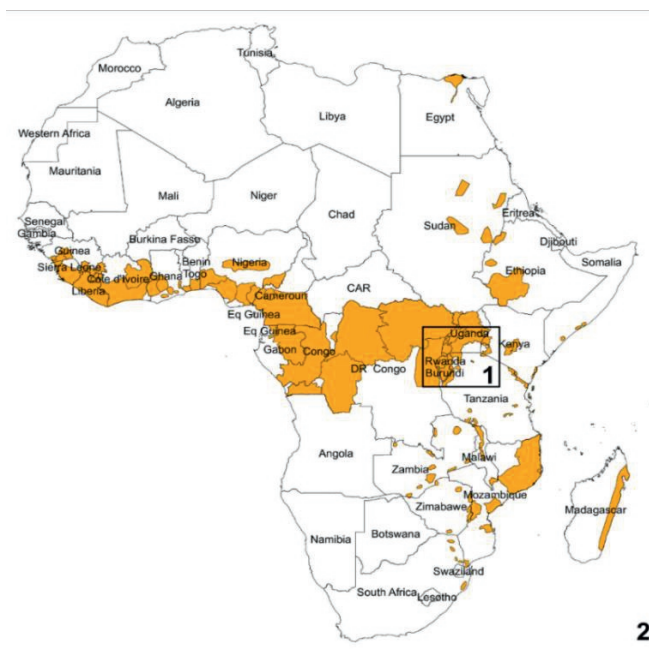 Tunisia
Morocco
Algeria
Libya
Egypt
Western Africa
Mauritania
Mali
Niger
Chad
Sudan
Eritrea
Senegal
Gambia
Burkina Faso
Djibouti
Guinea
Benin
Nigeria
Somalia
Sierra Leone
Cote d'Ivoire
Ghana
Togo
Ethiopia
Liberia
CAR
Cameroun
Eq Guinea
Eq Guinea
Uganda
Kenya
Gabon
Congo
Rwanda
DR Congo
Burundi
1
Tanzania
Angola
Malawi
Zambia
Mozambique
Zimbabwe
Madagascar
Namibia
Botswana
Swaziland
South Africa
Lesotho
2